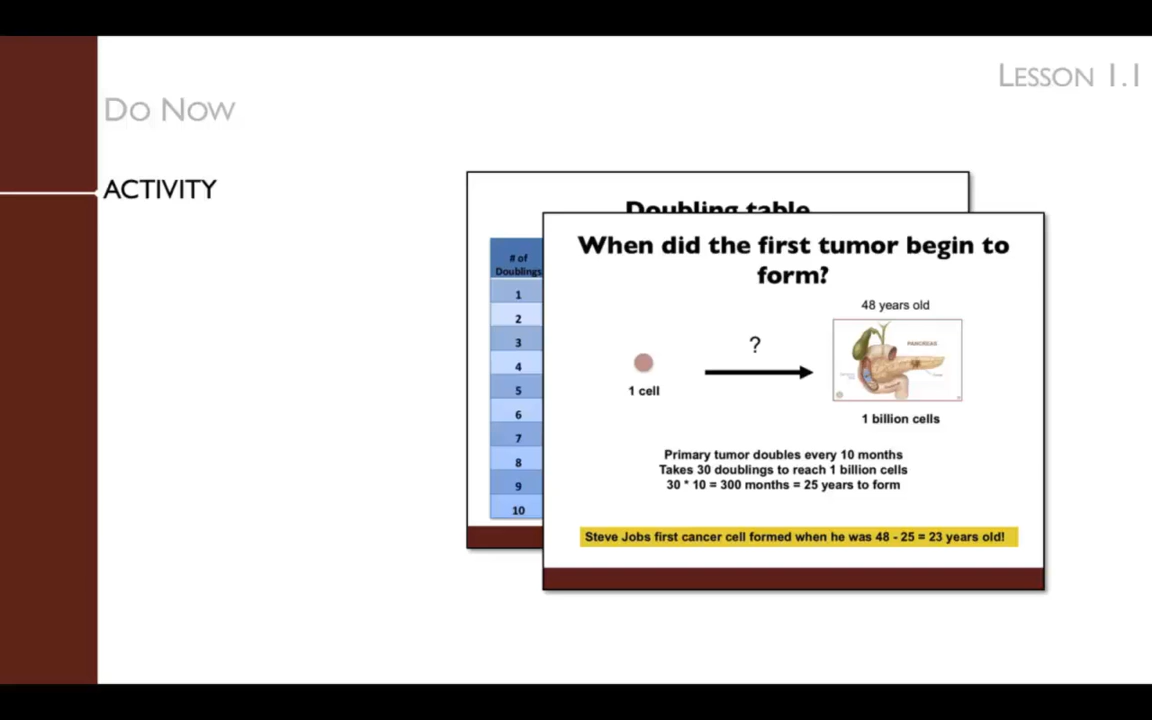 LESSON 1.1
DO NOW
ACTIVITY
Doubling table
# of
Doublings
1
2
3
4
5
6
7
8
9
10
When did the first tumor begin to
form?
48 years old
?
PANCREAS
1 cell
1 billion cells
Primary tumor doubles every 10 months
Takes 30 doublings to reach 1 billion cells
30 * 10 = 300 months = 25 years to form
Steve Jobs first cancer cell formed when he was 48 - 25 = 23 years old!